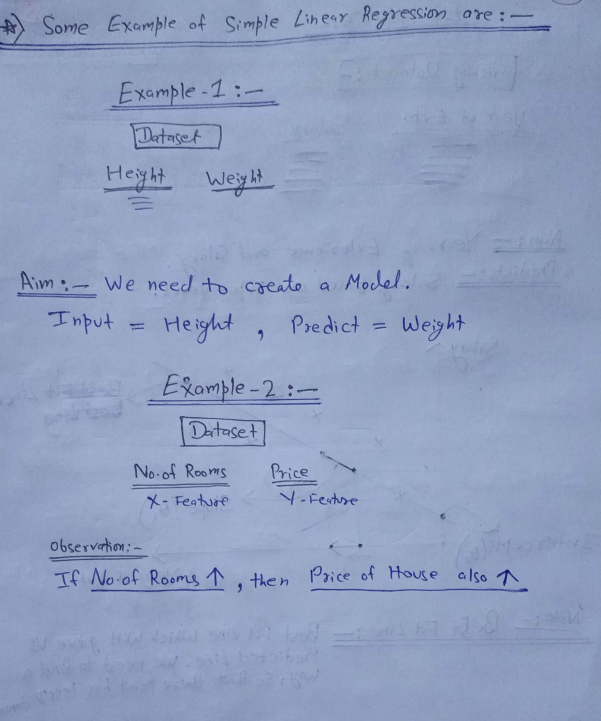 *) Some Example of Simple Linear Regression are :-
Example-1 :-
Dataset
Height Weight
Aim :- We need to create a Model.
Input = Height , Predict = Weight
Example-2 :-
Dataset
No. of Rooms Price
X- Feature Y-Feature
Observation:-
If No. of Rooms ↑ , then Price of House also ↑